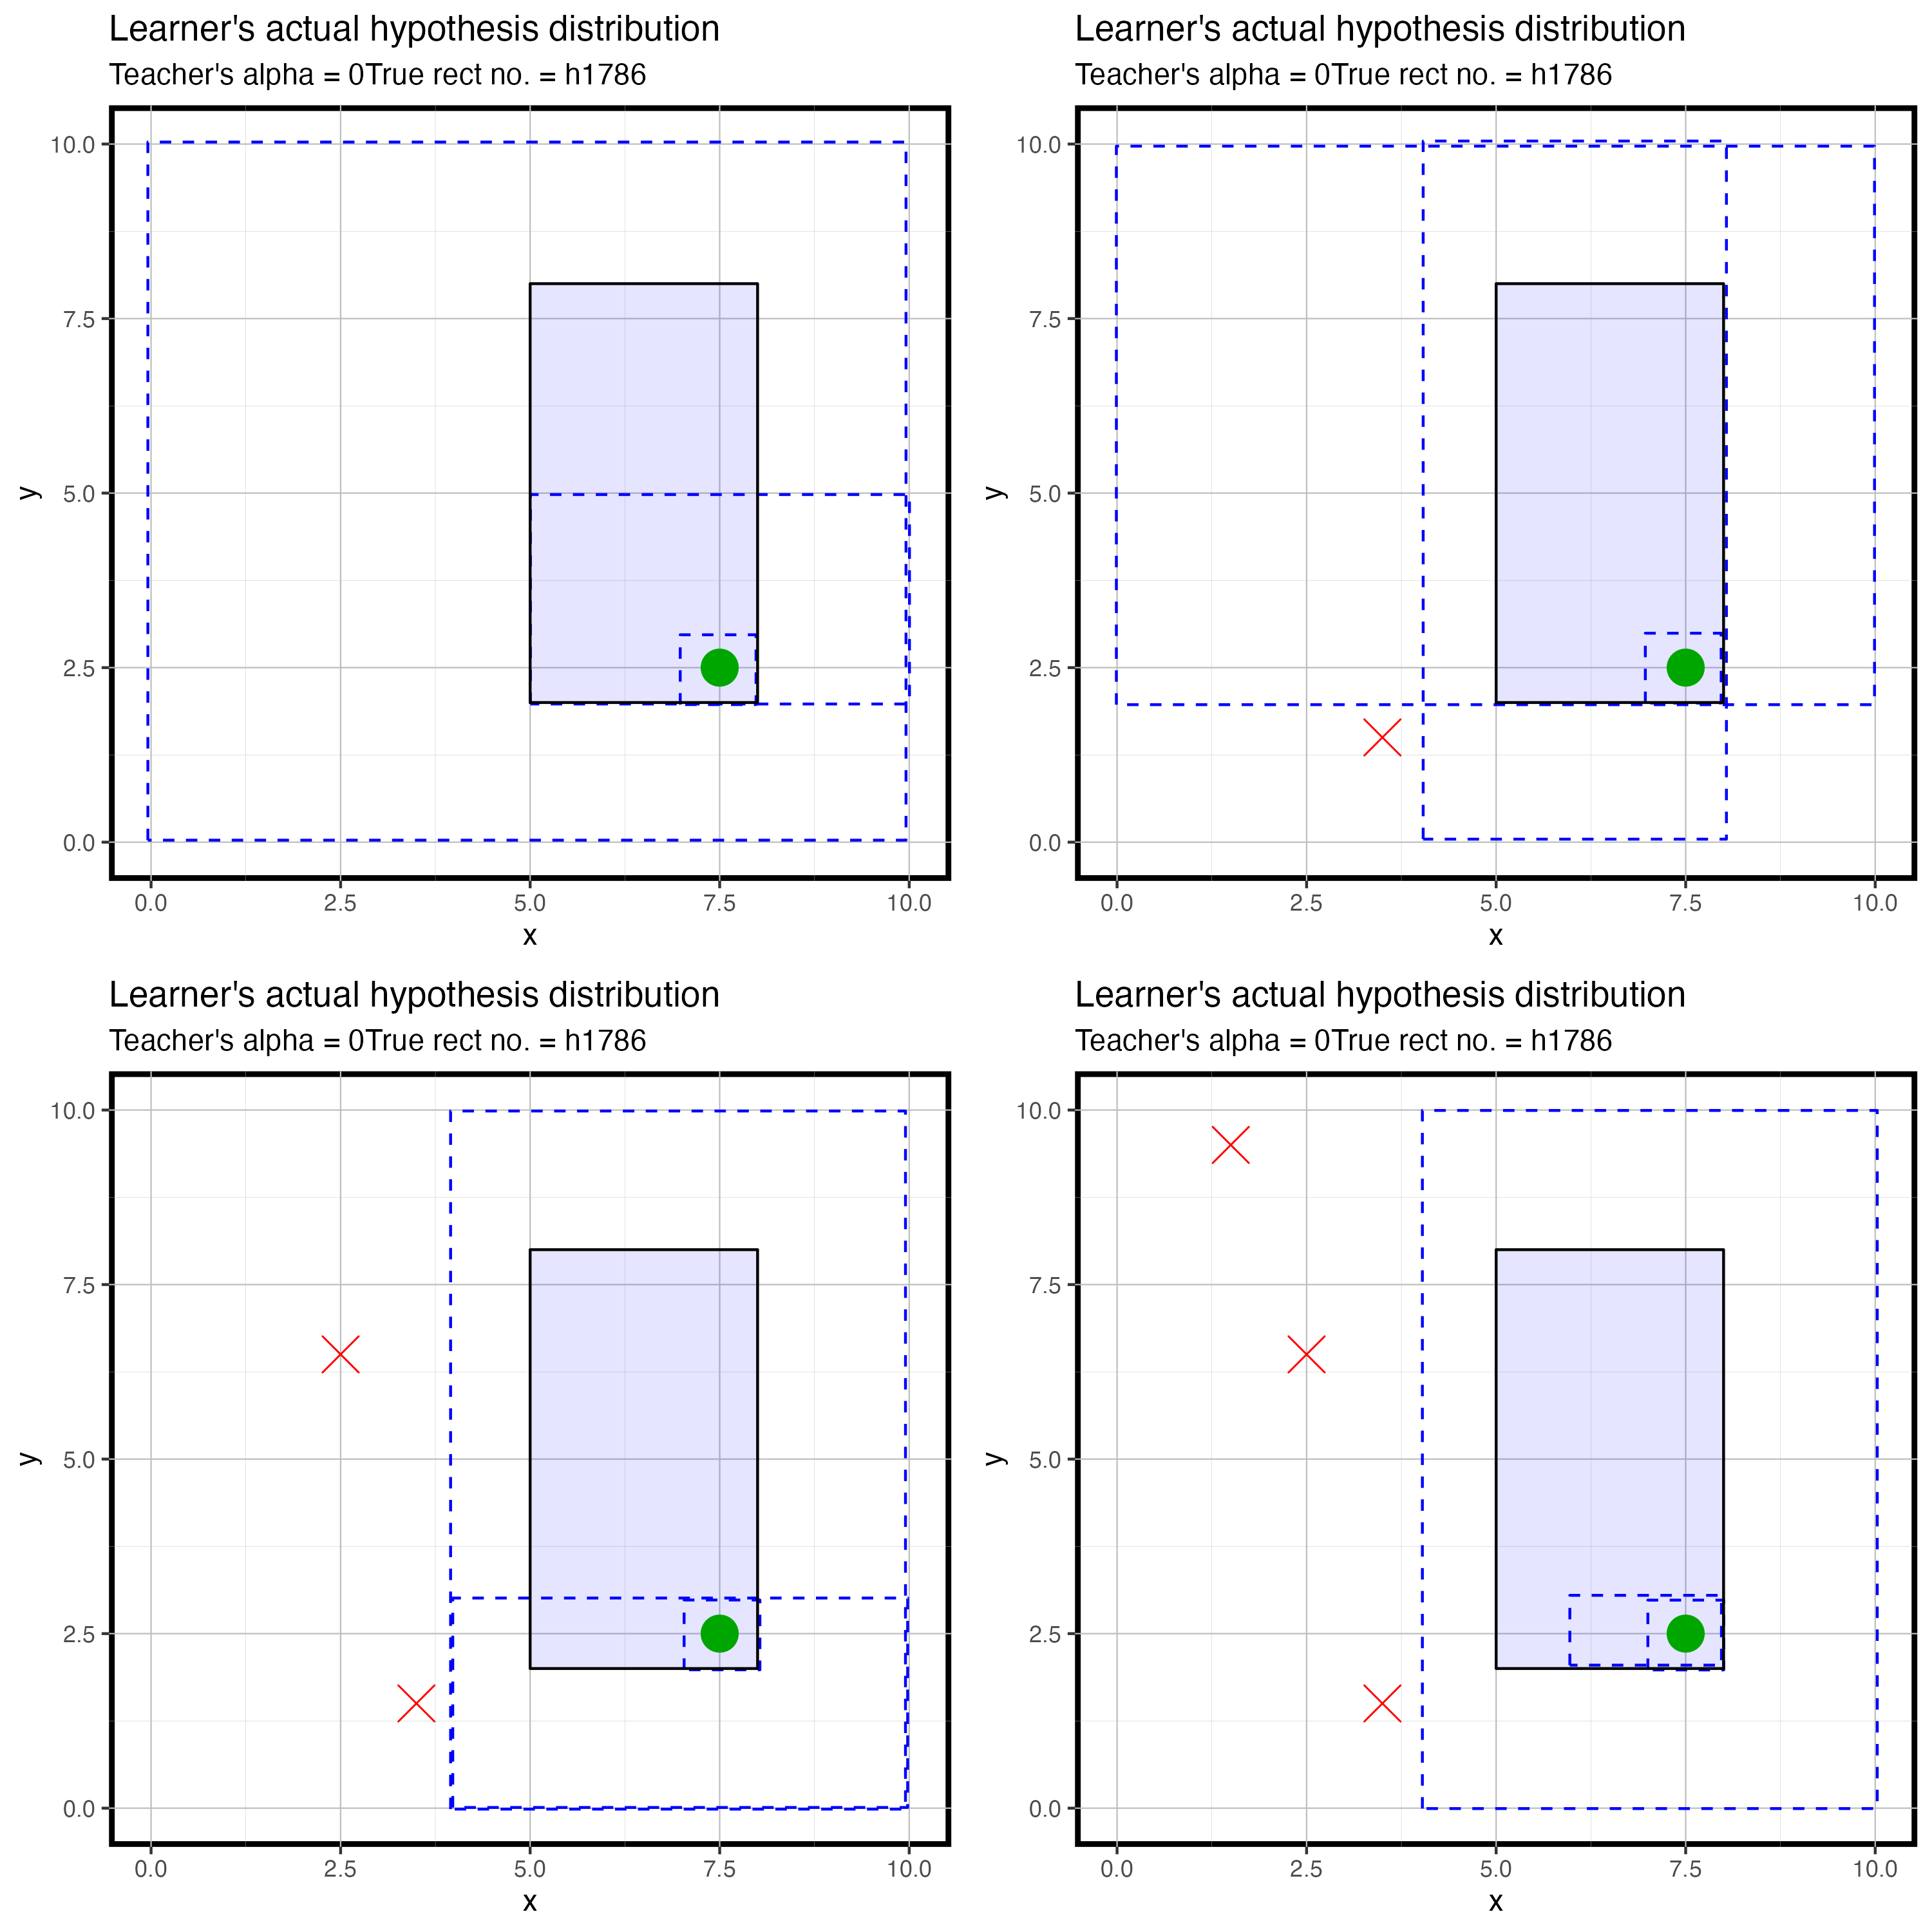 Learner's actual hypothesis distribution
Teacher's alpha = 0True rect no. = h1786
10.0
7.5
5.0
2.5
0.0
y
0.0 2.5 5.0 7.5 10.0
x
Learner's actual hypothesis distribution
Teacher's alpha = 0True rect no. = h1786
10.0
7.5
5.0
2.5
0.0
y
0.0 2.5 5.0 7.5 10.0
x
Learner's actual hypothesis distribution
Teacher's alpha = 0True rect no. = h1786
10.0
7.5
5.0
2.5
0.0
y
0.0 2.5 5.0 7.5 10.0
x
Learner's actual hypothesis distribution
Teacher's alpha = 0True rect no. = h1786
10.0
7.5
5.0
2.5
0.0
y
0.0 2.5 5.0 7.5 10.0
x